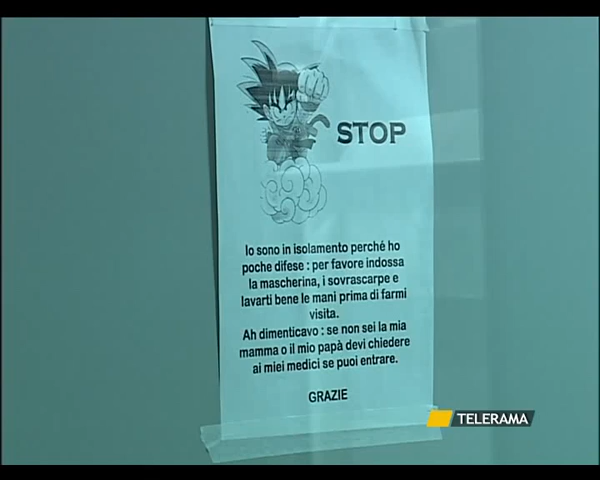 STOP
Io sono in isolamento perché ho
poche difese : per favore indossa
la mascherina, i sovrascarpe e
lavarti bene le mani prima di farmi
visita.
Ah dimenticavo : se non sei la mia
mamma o il mio papà devi chiedere
ai miei medici se puoi entrare.
GRAZIE
TELERAMA